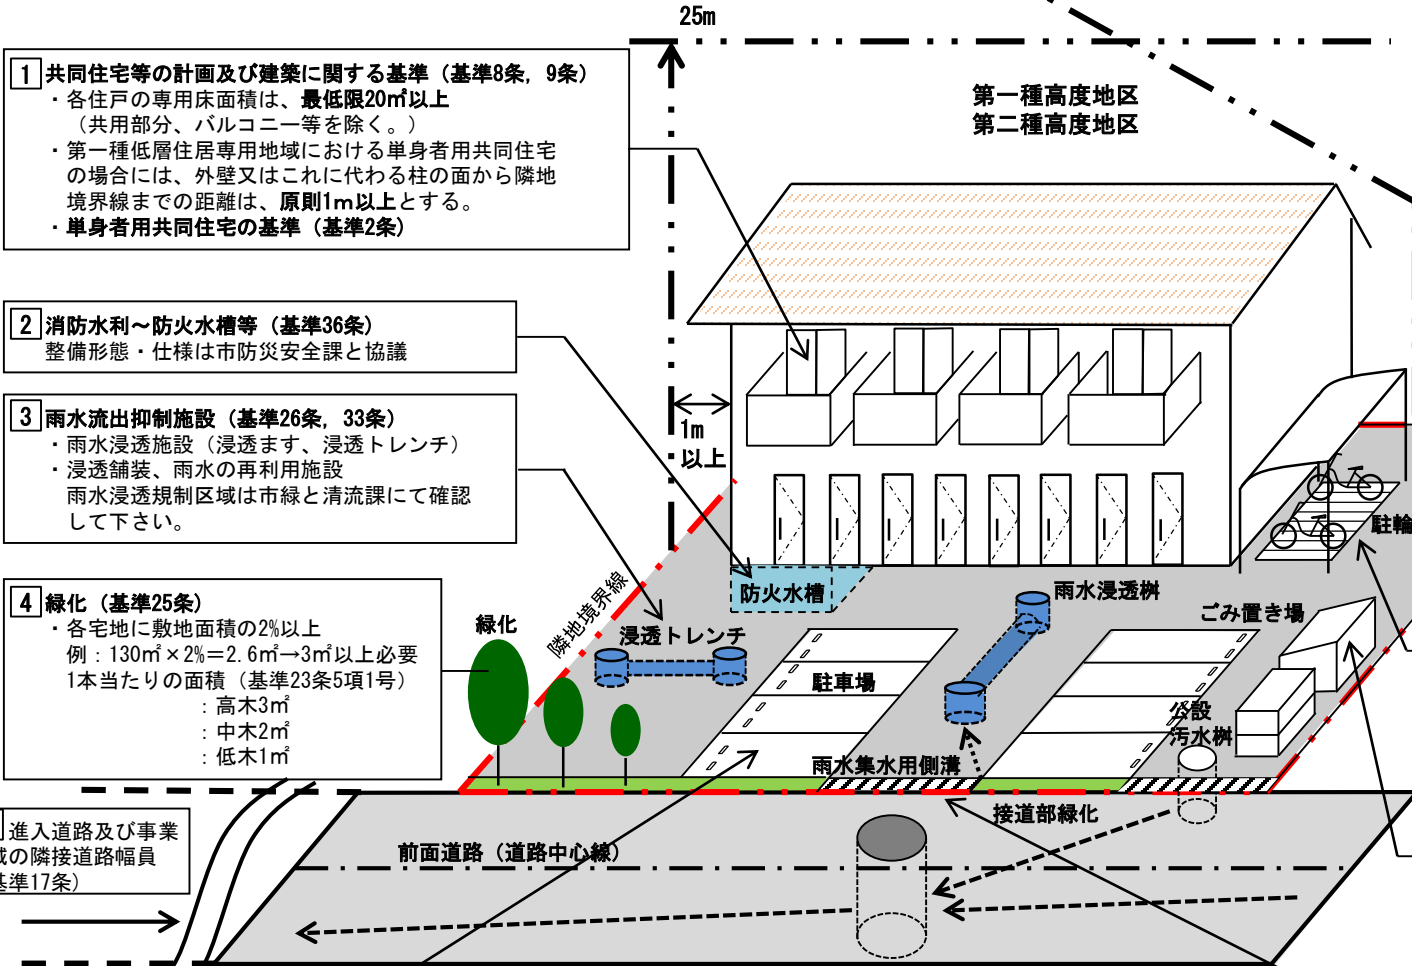 25m
1 共同住宅等の計画及び建築に関する基準（基準8条，9条）
・各住戸の専用床面積は、最低限20㎡以上
（共用部分、バルコニー等を除く。）
・第一種低層住居専用地域における単身者用共同住宅
の場合には、外壁又はこれに代わる柱の面から隣地
境界線までの距離は、原則1m以上とする。
・単身者用共同住宅の基準（基準2条）
第一種高度地区
第二種高度地区
2 消防水利～防火水槽等（基準36条）
整備形態・仕様は市防災安全課と協議
3 雨水流出抑制施設（基準26条，33条）
・雨水浸透施設（浸透ます、浸透トレンチ）
・浸透舗装、雨水の再利用施設
雨水浸透規制区域は市緑と清流課にて確認
して下さい。
1m
以上
駐輪
4 緑化（基準25条）
・各宅地に敷地面積の2%以上
例：130㎡×2%＝2.6㎡→3㎡以上必要
1本当たりの面積（基準23条5項1号）
：高木3㎡
：中木2㎡
：低木1㎡
緑化
隣地境界線
浸透トレンチ
防火水槽
雨水浸透桝
ごみ置き場
駐車場
公設
汚水桝
雨水集水用側溝
接道部緑化
進入道路及び事業
域の隣接道路幅員
基準17条）
前面道路（道路中心線）